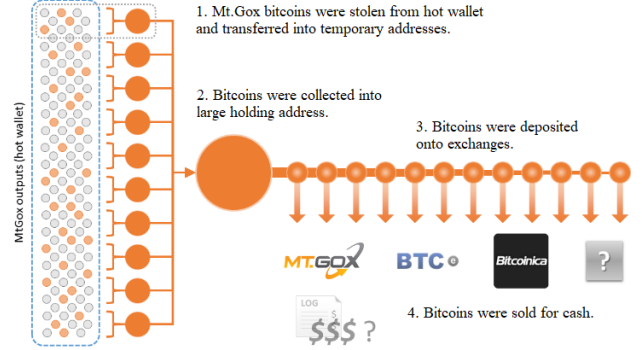 1. Mt.Gox bitcoins were stolen from hot wallet
and transferred into temporary addresses.
2. Bitcoins were collected into
large holding address.
3. Bitcoins were deposited
onto exchanges.
MtGox outputs (hot wallet)
MT.GOX
BTC e
Bitcoinica
?
LOG
$
$$$ ?
4. Bitcoins were sold for cash.